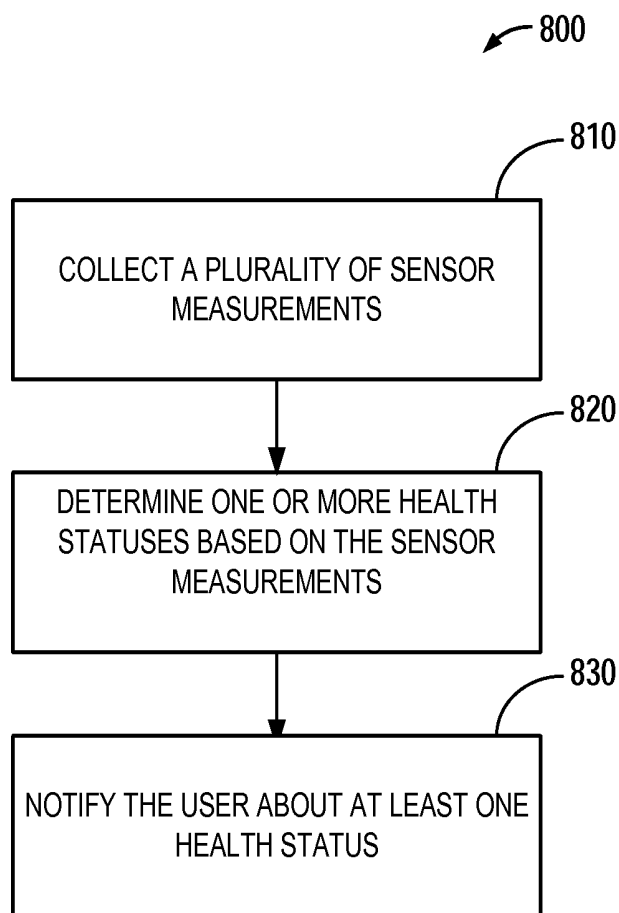 800
810
COLLECT A PLURALITY OF SENSOR
MEASUREMENTS
820
DETERMINE ONE OR MORE HEALTH
STATUSES BASED ON THE SENSOR
MEASUREMENTS
830
NOTIFY THE USER ABOUT AT LEAST ONE
HEALTH STATUS